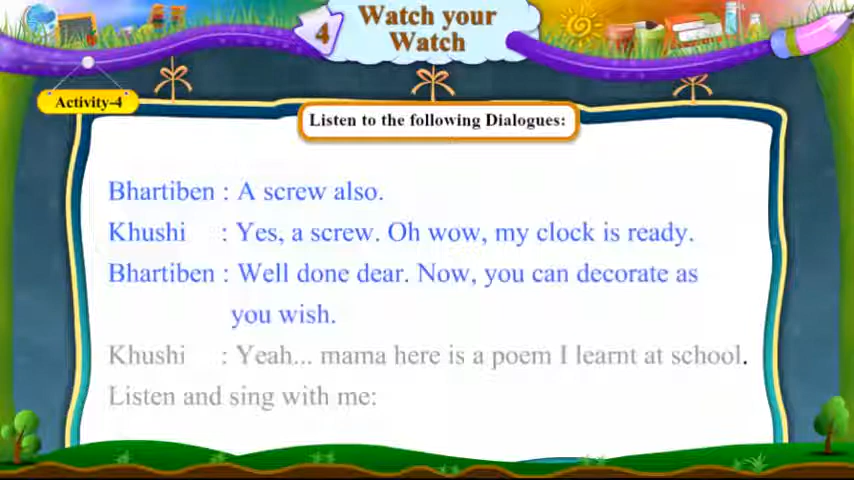 4
Watch your
Watch
Activity-4
Listen to the following Dialogues:
Bhartiben : A screw also.
Khushi : Yes, a screw. Oh wow, my clock is ready.
Bhartiben : Well done dear. Now, you can decorate as
you wish.
Khushi : Yeah... mama here is a poem I learnt at school.
Listen and sing with me: